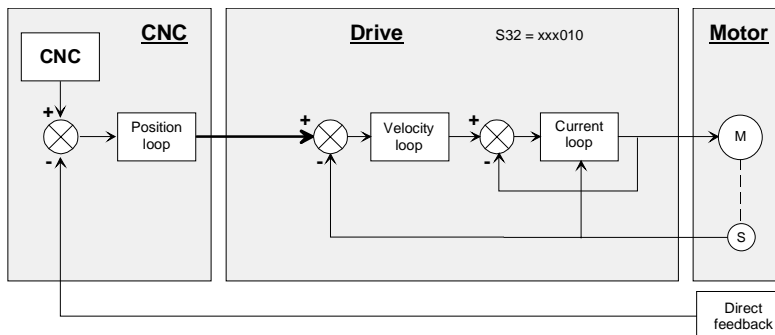 CNC
Drive
S32 = xxx010
Motor
CNC
+
-
Position
loop
+
-
Velocity
loop
+
-
Current
loop
M
S
Direct
feedback